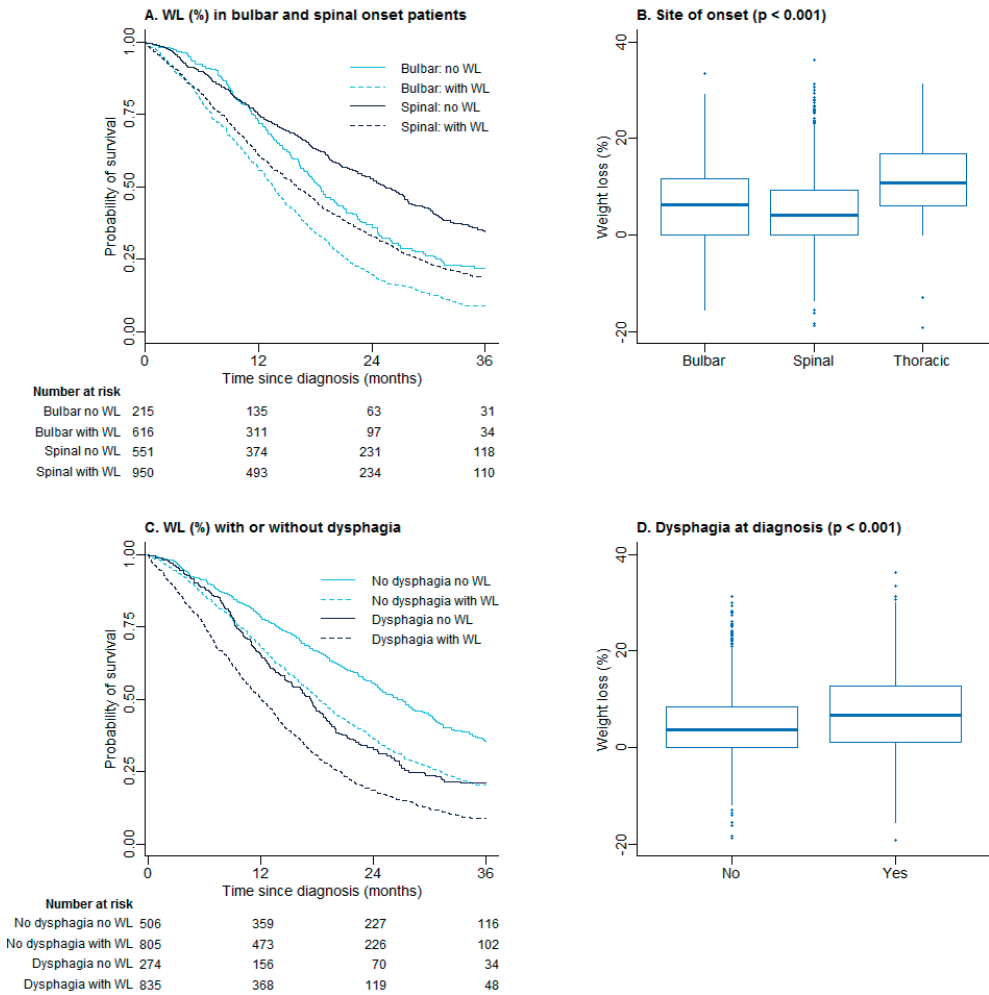 A. WL (%) in bulbar and spinal onset patients
Probability of survival
1.00
0.75
0.50
0.25
0.00
Bulbar: no WL
Bulbar: with WL
Spinal: no WL
Spinal: with WL
0 12 24 36
Time since diagnosis (months)
Number at risk
Bulbar no WL 215 135 63 31
Bulbar with WL 616 311 97 34
Spinal no WL 551 374 231 118
Spinal with WL 950 493 234 110
B. Site of onset (p < 0.001)
Weight loss (%)
40
20
0
-20
Bulbar Spinal Thoracic
C. WL (%) with or without dysphagia
Probability of survival
1.00
0.75
0.50
0.25
0.00
No dysphagia no WL
No dysphagia with WL
Dysphagia no WL
Dysphagia with WL
0 12 24 36
Time since diagnosis (months)
Number at risk
No dysphagia no WL 506 359 227 116
No dysphagia with WL 805 473 226 102
Dysphagia no WL 274 156 70 34
Dysphagia with WL 835 368 119 48
D. Dysphagia at diagnosis (p < 0.001)
Weight loss (%)
40
20
0
-20
No Yes